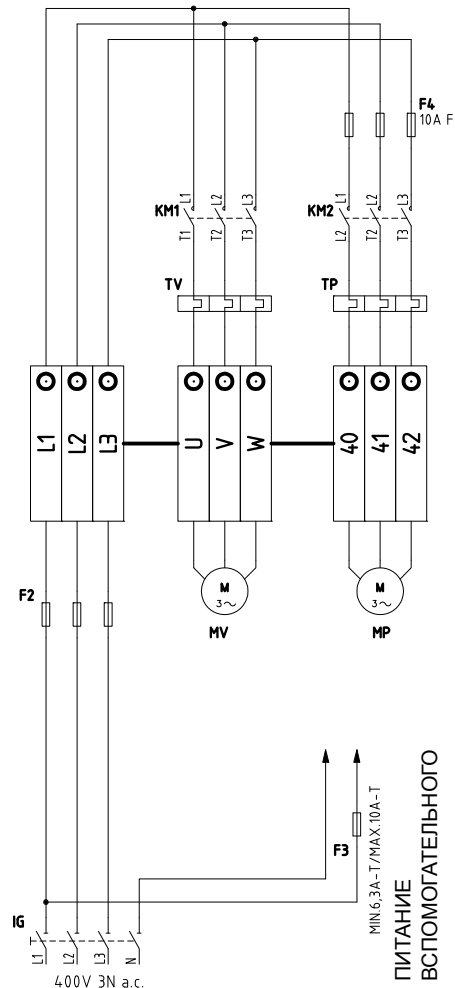 F4
10A F
KM1
L1
L2
L3
T1
T2
T3
KM2
L1
L2
L3
L2
T2
T3
TV
TP
L1
L2
L3
U
V
W
40
41
42
M
3~
MV
M
3~
MP
F2
F3
MIN.6,3A-T/MAX.10A-T
ПИТАНИЕ
ВСПОМОГАТЕЛЬНОГО
IG
L1
L2
L3
N
400V 3N a.c.